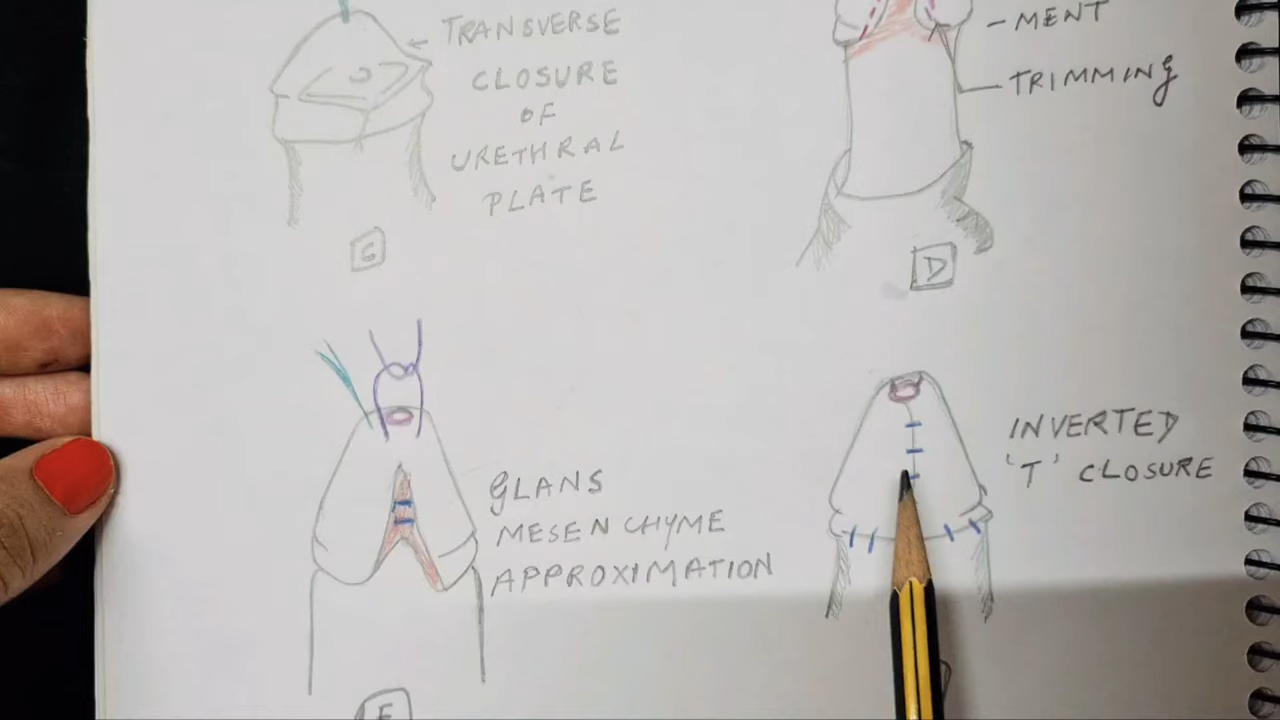 TRANSVERSE
CLOSURE
OF
URETHRAL
PLATE
C
- MENT
TRIMMING
D
GLANS
MESENCHYME
APPROXIMATION
INVERTED
'T' CLOSURE